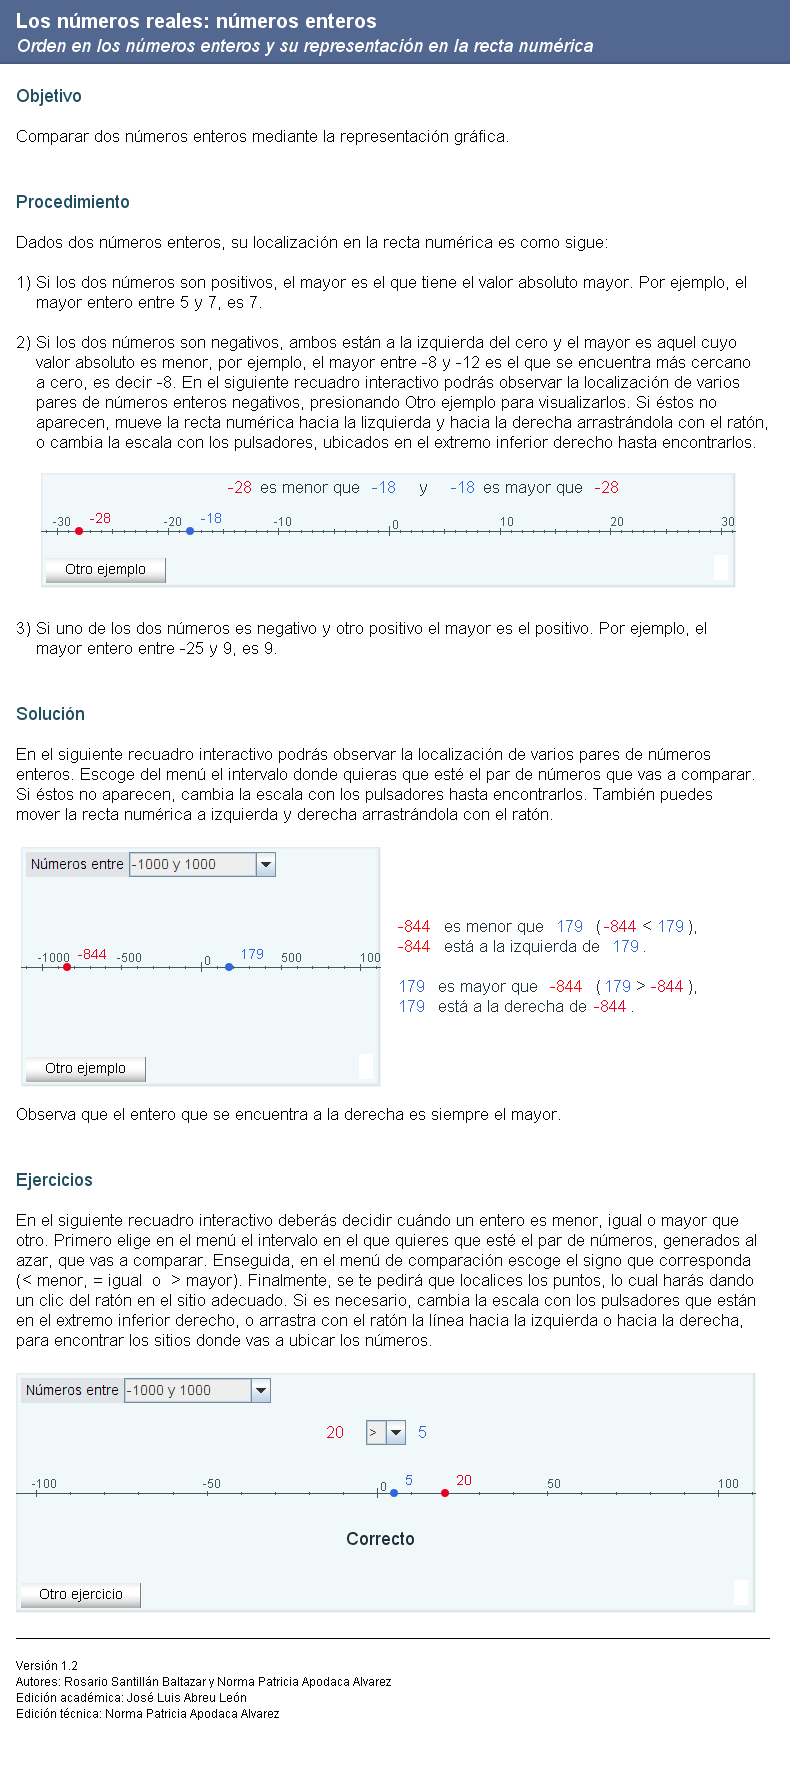 Los números reales: números enteros
Orden en los números enteros y su representación en la recta numérica
Objetivo
Comparar dos números enteros mediante la representación gráfica.
Procedimiento
Dados dos números enteros, su localización en la recta numérica es como sigue:
1) Si los dos números son positivos, el mayor es el que tiene el valor absoluto mayor. Por ejemplo, el
mayor entero entre 5 y 7, es 7.
2) Si los dos números son negativos, ambos están a la izquierda del cero y el mayor es aquel cuyo
valor absoluto es menor, por ejemplo, el mayor entre -8 y -12 es el que se encuentra más cercano
a cero, es decir -8. En el siguiente recuadro interactivo podrás observar la localización de varios
pares de números enteros negativos, presionando Otro ejemplo para visualizarlos. Si éstos no
aparecen, mueve la recta numérica hacia la lizquierda y hacia la derecha arrastrándola con el ratón,
o cambia la escala con los pulsadores, ubicados en el extremo inferior derecho hasta encontrarlos.
-28 es menor que -18 y -18 es mayor que -28
-30 -28 -20 -18 -10 0 10 20 30
Otro ejemplo
3) Si uno de los dos números es negativo y otro positivo el mayor es el positivo. Por ejemplo, el
mayor entero entre -25 y 9, es 9.
Solución
En el siguiente recuadro interactivo podrás observar la localización de varios pares de números
enteros. Escoge del menú el intervalo donde quieras que esté el par de números que vas a comparar.
Si éstos no aparecen, cambia la escala con los pulsadores hasta encontrarlos. También puedes
mover la recta numérica a izquierda y derecha arrastrándola con el ratón.
Números entre -1000 y 1000
-844 es menor que 179 (-844 < 179 ),
-844 está a la izquierda de 179 .
-1000 -844 -500 0 179 500 100
179 es mayor que -844 ( 179 > -844 ),
179 está a la derecha de -844 .
Otro ejemplo
Observa que el entero que se encuentra a la derecha es siempre el mayor.
Ejercicios
En el siguiente recuadro interactivo deberás decidir cuándo un entero es menor, igual o mayor que
otro. Primero elige en el menú el intervalo en el que quieres que esté el par de números, generados al
azar, que vas a comparar. Enseguida, en el menú de comparación escoge el signo que corresponda
(< menor, = igual o > mayor). Finalmente, se te pedirá que localices los puntos, lo cual harás dando
un clic del ratón en el sitio adecuado. Si es necesario, cambia la escala con los pulsadores que están
en el extremo inferior derecho, o arrastra con el ratón la línea hacia la izquierda o hacia la derecha,
para encontrar los sitios donde vas a ubicar los números.
Números entre -1000 y 1000
20 > 5
-100 -50 0 5 20 50 100
Correcto
Otro ejercicio
Versión 1.2
Autores: Rosario Santillán Baltazar y Norma Patricia Apodaca Alvarez
Edición académica: José Luis Abreu León
Edición técnica: Norma Patricia Apodaca Alvarez